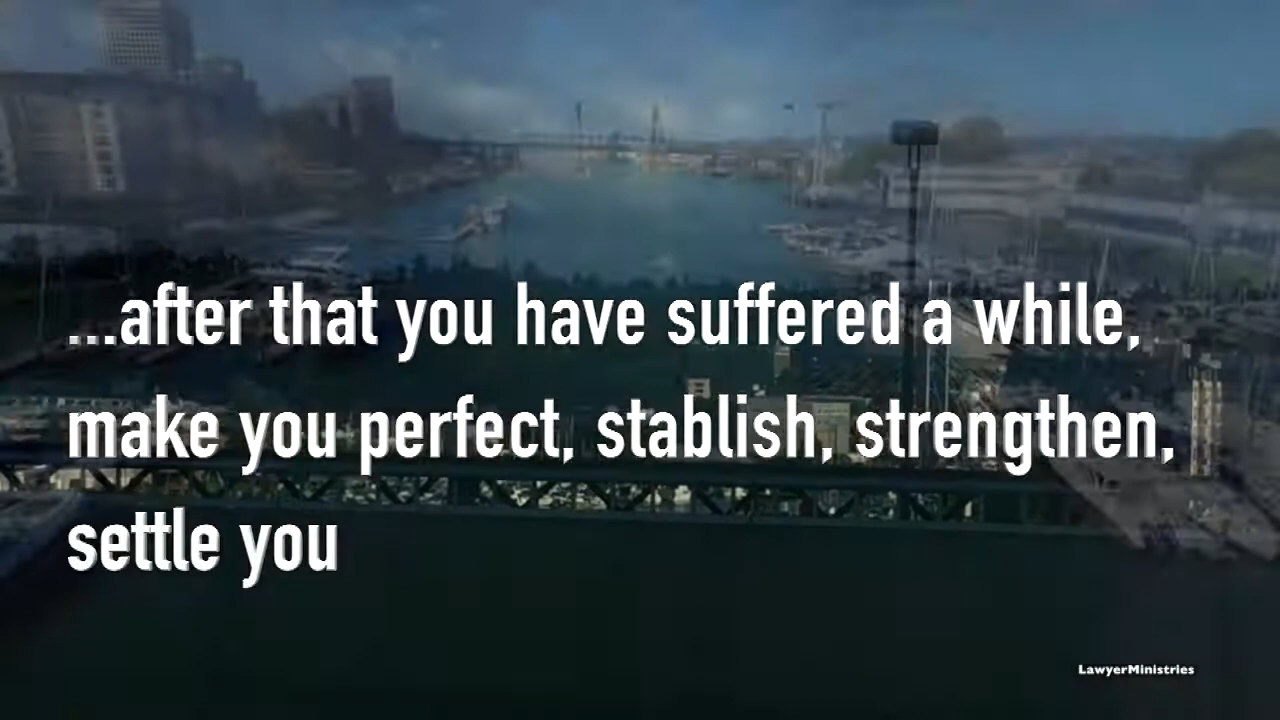 ...after that you have suffered a while,
make you perfect, stablish, strengthen,
settle you
LawyerMinistries